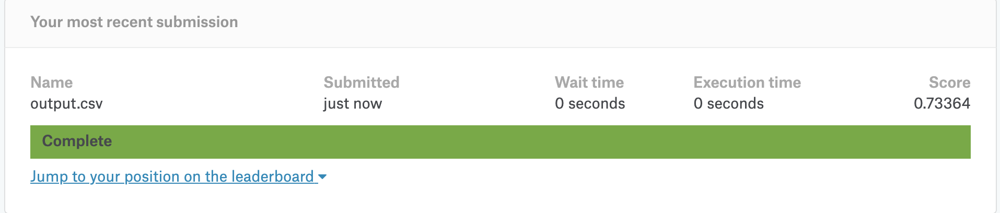 Your most recent submission
Name Submitted Wait time Execution time Score
output.csv just now 0 seconds 0 seconds 0.73364
Complete
Jump to your position on the leaderboard